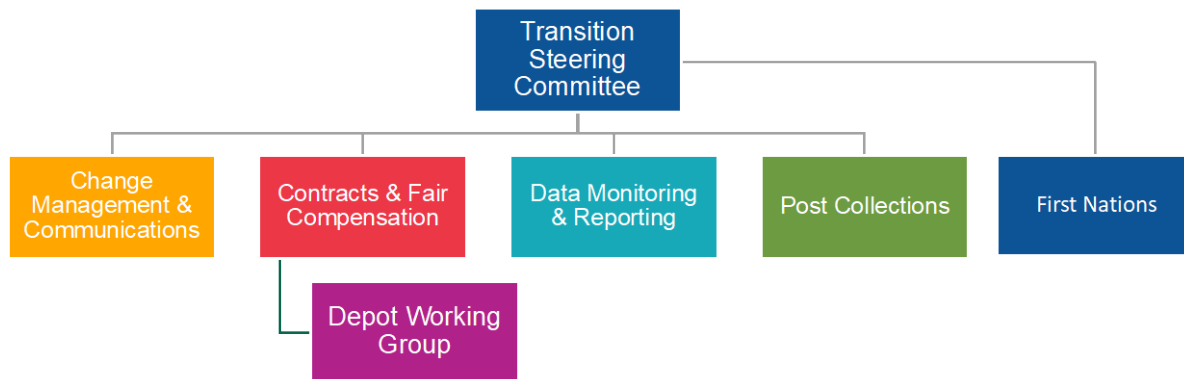 Transition
Steering
Committee
Change
Management &
Communications
Contracts & Fair
Compensation
Data Monitoring
& Reporting
Post Collections
First Nations
Depot Working
Group